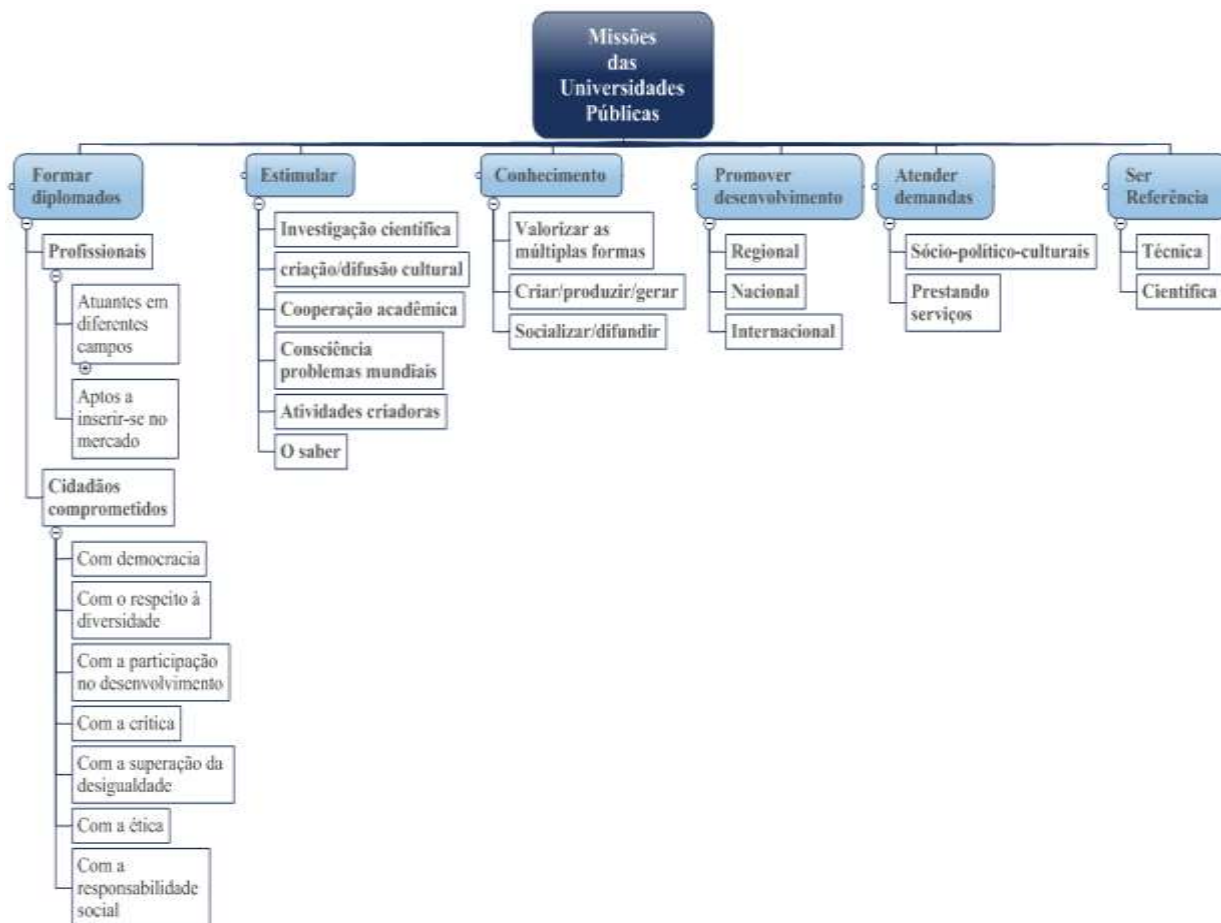 Missões
das
Universidades
Públicas
Formar
diplomados
Profissionais
Atuantes em
diferentes
campos
Aptos a
inserir-se no
mercado
Cidadãos
comprometidos
Com democracia
Com o respeito à
diversidade
Com a participação
no desenvolvimento
Com a crítica
Com a superação da
desigualdade
Com a ética
Com a
responsabilidade
social
Estimular
Investigação científica
criação/difusão cultural
Cooperação acadêmica
Consciência
problemas mundiais
Atividades criadoras
O saber
Conhecimento
Valorizar as
múltiplas formas
Criar/produzir/gerar
Socializar/difundir
Promover
desenvolvimento
Regional
Nacional
Internacional
Atender
demandas
Sócio-político-culturais
Prestando
serviços
Ser
Referência
Técnica
Científica